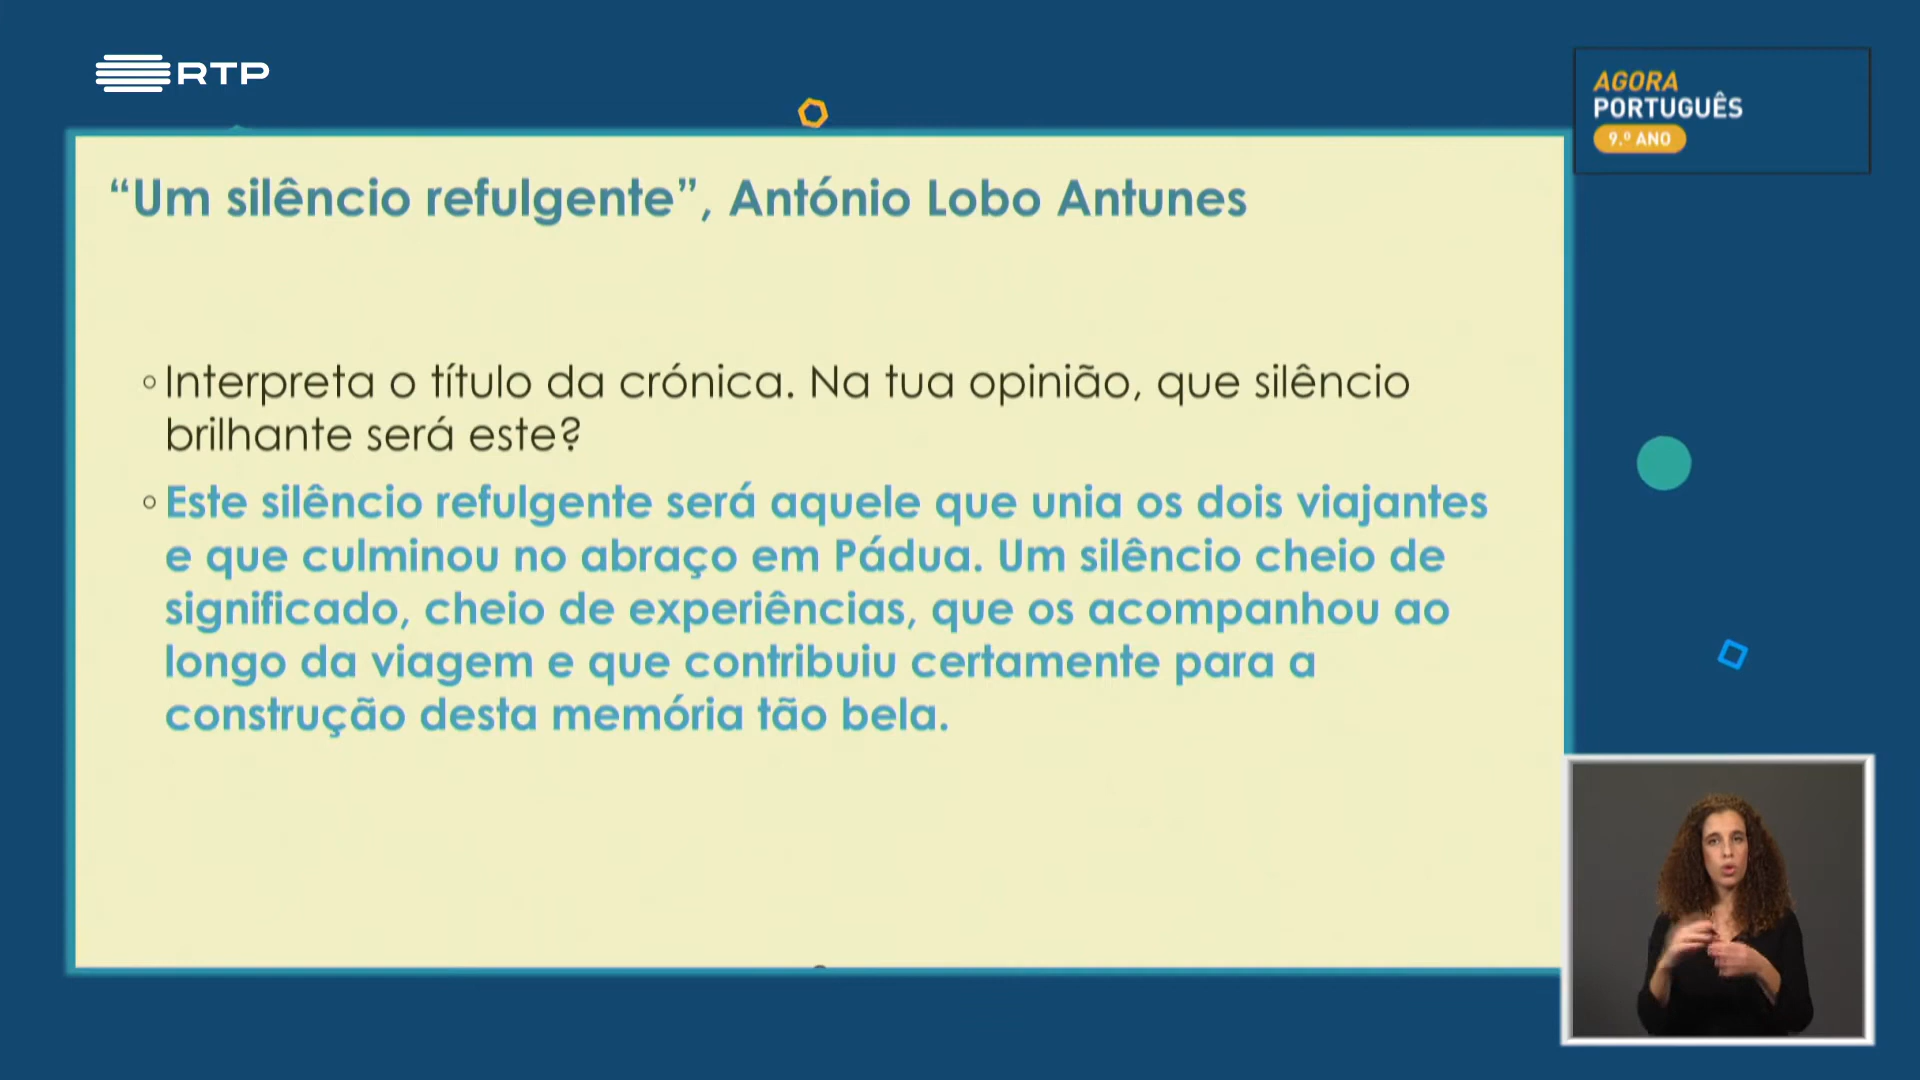 RTP
AGORA
PORTUGUÊS
9.º ANO
“Um silêncio refulgente”, António Lobo Antunes
◦Interpreta o título da crónica. Na tua opinião, que silêncio
brilhante será este?
◦Este silêncio refulgente será aquele que unia os dois viajantes
e que culminou no abraço em Pádua. Um silêncio cheio de
significado, cheio de experiências, que os acompanhou ao
longo da viagem e que contribuiu certamente para a
construção desta memória tão bela.